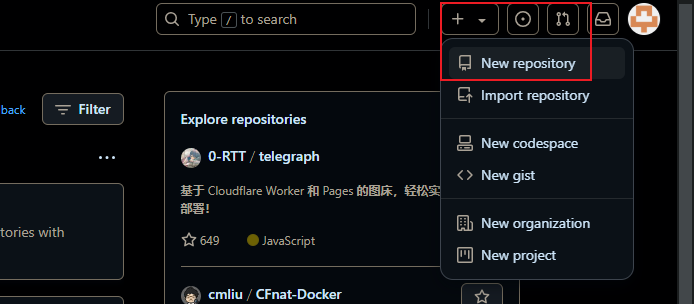 Type / to search
New repository
back
Filter
Import repository
Explore repositories
New codespace
0-RTT / telegraph
New gist
基于 Cloudflare Worker 和 Pages 的图床，轻松实
部署！
tories with
New organization
649
JavaScript
New project
cmliu / CFnat-Docker